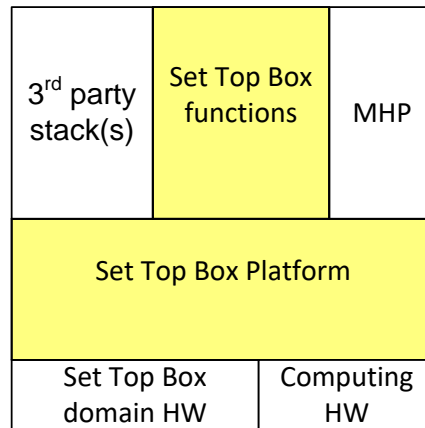 3rd party
stack(s)
Set Top Box
functions
MHP
Set Top Box Platform
Set Top Box
domain HW
Computing
HW